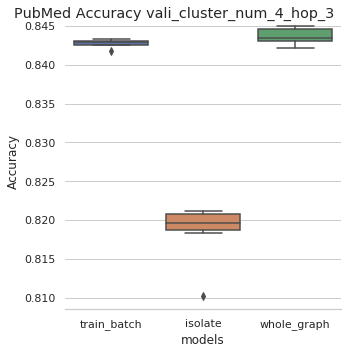 PubMed Accuracy vali_cluster_num_4_hop_3
0.845
0.840
0.835
0.830
0.825
0.820
0.815
0.810
Accuracy
train_batch isolate whole_graph
models